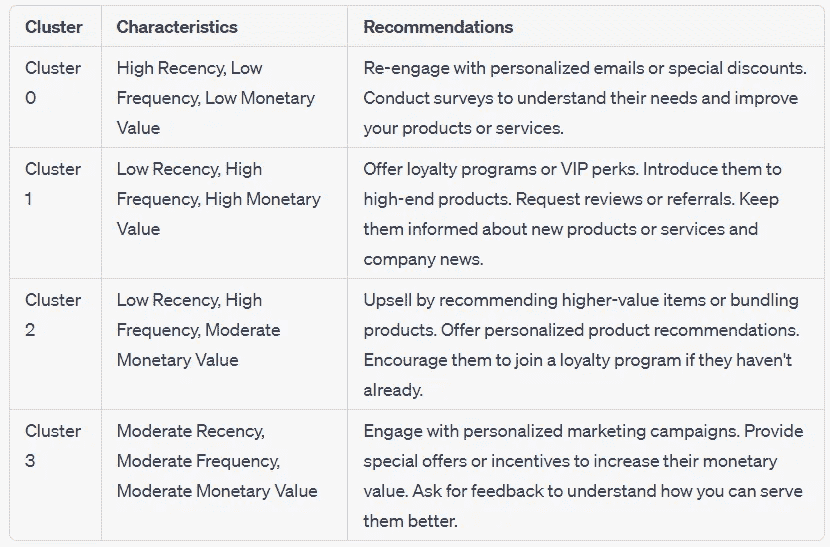 Cluster Characteristics Recommendations
Cluster High Recency, Low Re-engage with personalized emails or special discounts.
0 Frequency, Low Monetary Conduct surveys to understand their needs and improve
Value your products or services.
Cluster Low Recency, High Offer loyalty programs or VIP perks. Introduce them to
1 Frequency, High Monetary high-end products. Request reviews or referrals. Keep
Value them informed about new products or services and
company news.
Cluster Low Recency, High Upsell by recommending higher-value items or bundling
2 Frequency, Moderate products. Offer personalized product recommendations.
Monetary Value Encourage them to join a loyalty program if they haven't
already.
Cluster Moderate Recency, Engage with personalized marketing campaigns. Provide
3 Moderate Frequency, special offers or incentives to increase their monetary
Moderate Monetary Value value. Ask for feedback to understand how you can serve
them better.